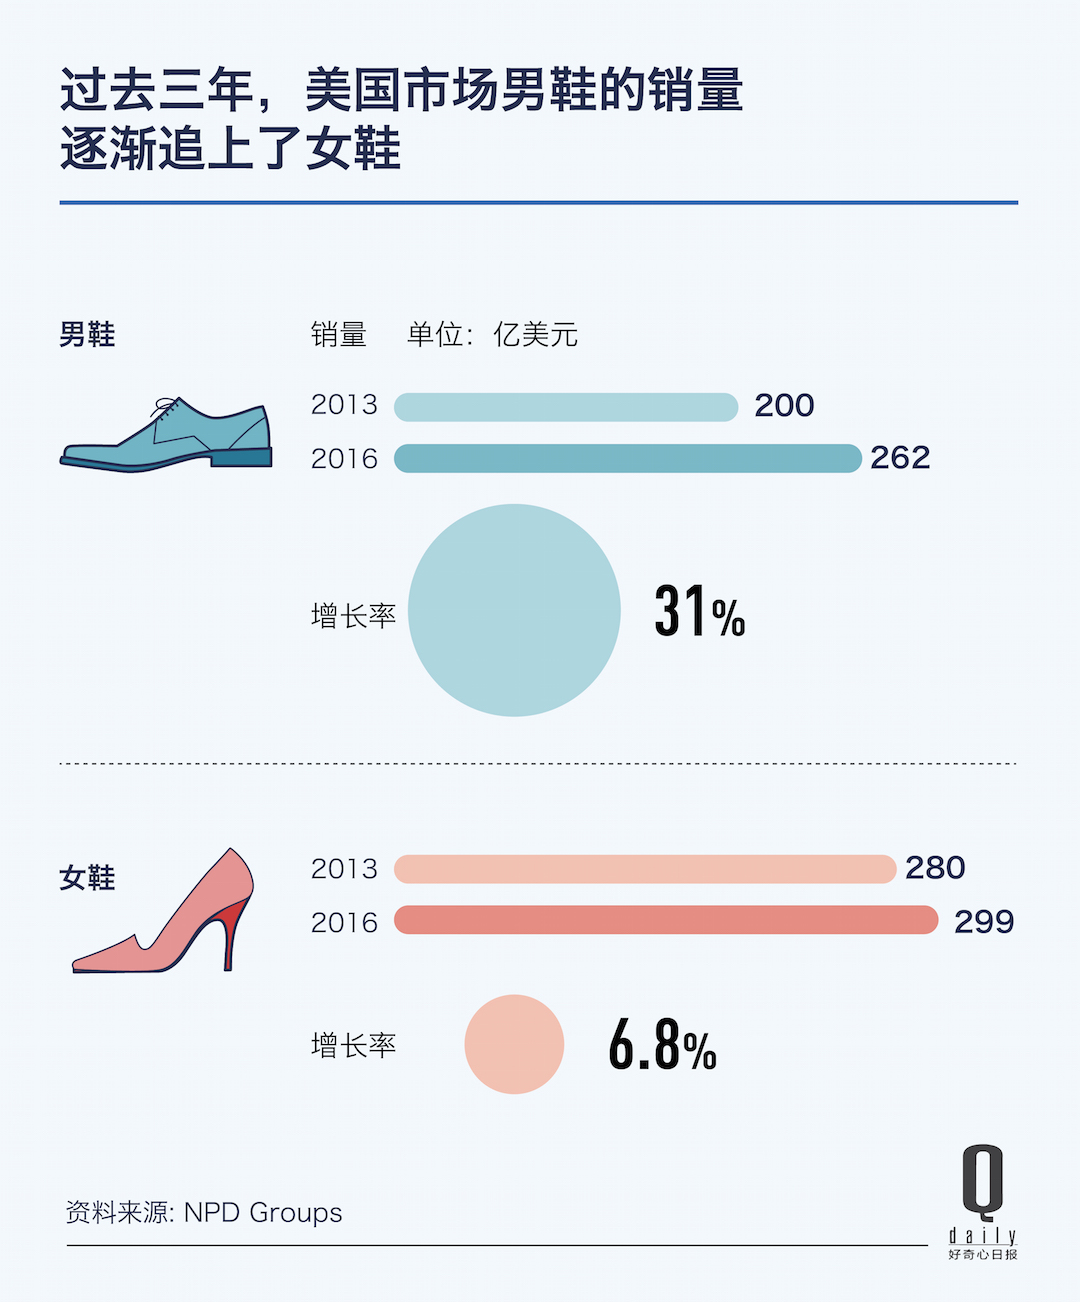 过去三年，美国市场男鞋的销量
逐渐追上了女鞋
男鞋
销量 单位：亿美元
2013 200
2016 262
增长率 31%
女鞋
2013 280
2016 299
增长率 6.8%
资料来源: NPD Groups
Q
daily
好奇心日报